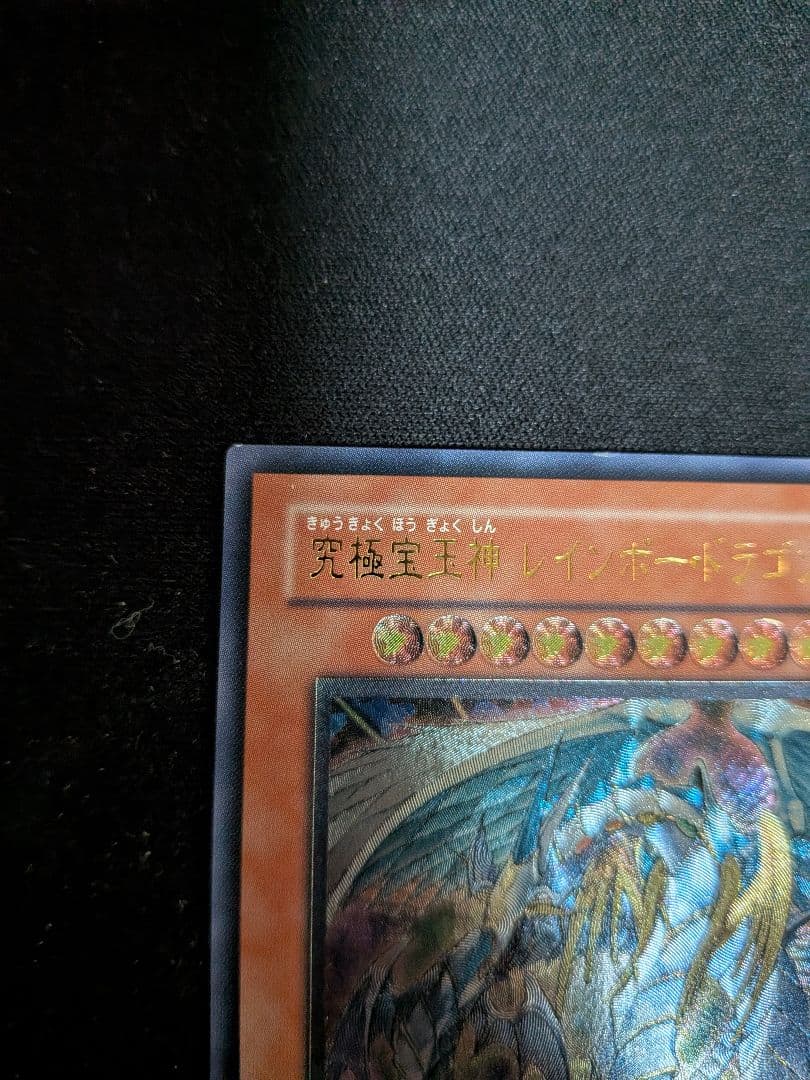 きゅうきょく ほう ぎょく しん
究極宝玉神 レインボー・ドラゴン